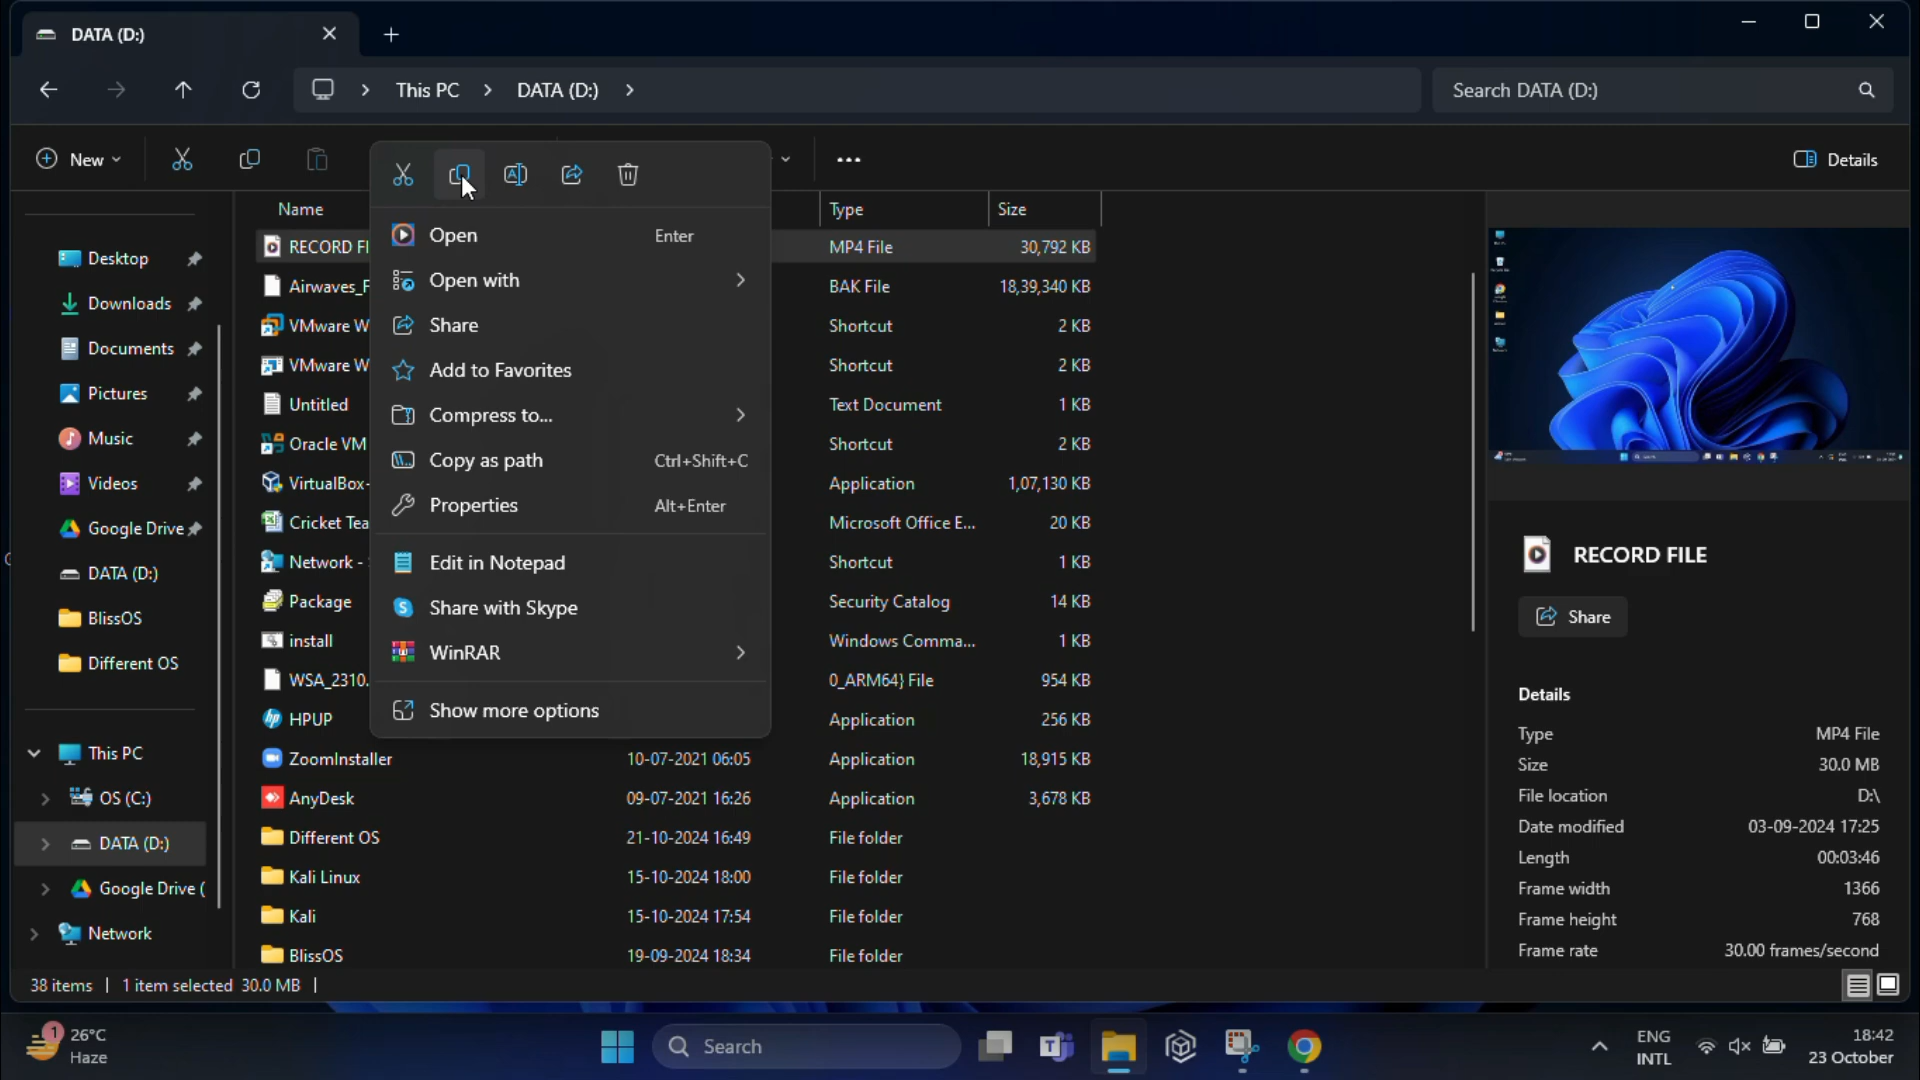 DATA (D:)
This PC
DATA (D:)
Search DATA (D:)
New
Details
Name
Type
Size
RECORD FI
MP4 File
30,792 KB
Airwaves_F
BAK File
18,39,340 KB
VMware W
Shortcut
2 KB
VMware W
Shortcut
2 KB
Untitled
Text Document
1 KB
Oracle VM
Shortcut
2 KB
VirtualBox-
Application
1,07,130 KB
Cricket Tea
Microsoft Office E...
20 KB
Network -
Shortcut
1 KB
Package
Security Catalog
14 KB
install
Windows Comma...
1 KB
WSA_2310.
0_ARM64} File
954 KB
HPUP
Application
256 KB
ZoomInstaller
10-07-2021 06:05
Application
18,915 KB
AnyDesk
09-07-2021 16:26
Application
3,678 KB
Different OS
21-10-2024 16:49
File folder
Kali Linux
15-10-2024 18:00
File folder
Kali
15-10-2024 17:54
File folder
BlissOS
19-09-2024 18:34
File folder
Desktop
Downloads
Documents
Pictures
Music
Videos
Google Drive
DATA (D:)
BlissOS
Different OS
This PC
OS (C:)
DATA (D:)
Google Drive (
Network
Open
Enter
Open with
Share
Add to Favorites
Compress to...
Copy as path
Ctrl+Shift+C
Properties
Alt+Enter
Edit in Notepad
Share with Skype
WinRAR
Show more options
RECORD FILE
Share
Details
Type
MP4 File
Size
30.0 MB
File location
D:\
Date modified
03-09-2024 17:25
Length
00:03:46
Frame width
1366
Frame height
768
Frame rate
30.00 frames/second
38 items
1 item selected 30.0 MB
1
26°C
Haze
Search
ENG
INTL
18:42
23 October